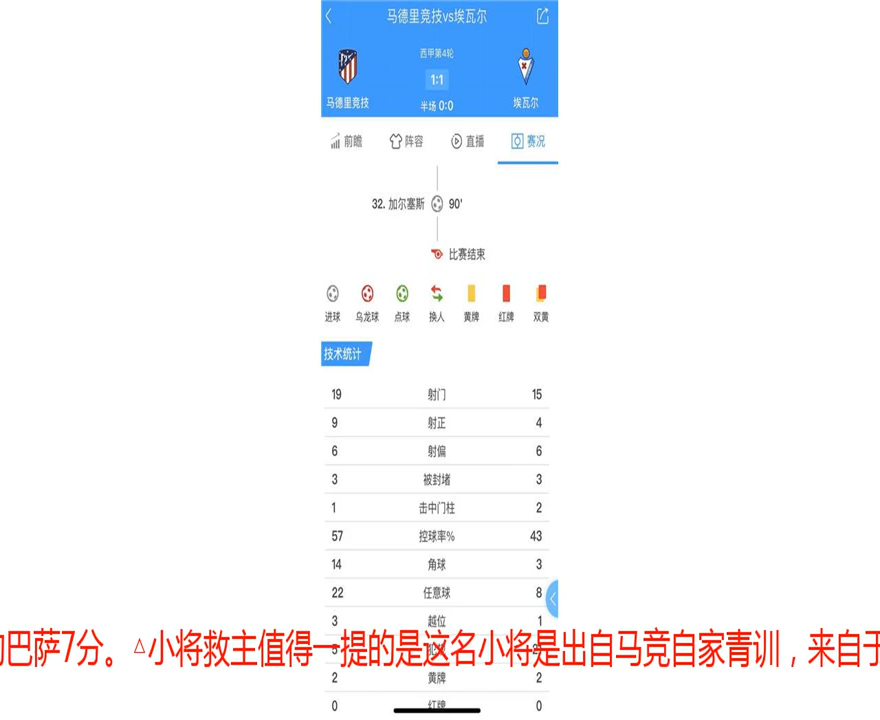 马德里竞技vs埃瓦尔
西甲第4轮
1:1
马德里竞技
半场 0:0
埃瓦尔
前瞻 阵容 直播 赛况
32. 加尔塞斯 90'
比赛结束
进球 乌龙球 点球 换人 黄牌 红牌 双黄
技术统计
19 射门 15
9 射正 4
6 射偏 6
3 被封堵 3
1 击中门柱 2
57 控球率% 43
14 角球 3
22 任意球 8
3 越位 1
巴萨7分。△小将救主值得一提的是这名小将是出自马竞自家青训，来自于
2 黄牌 2
0 红牌 0